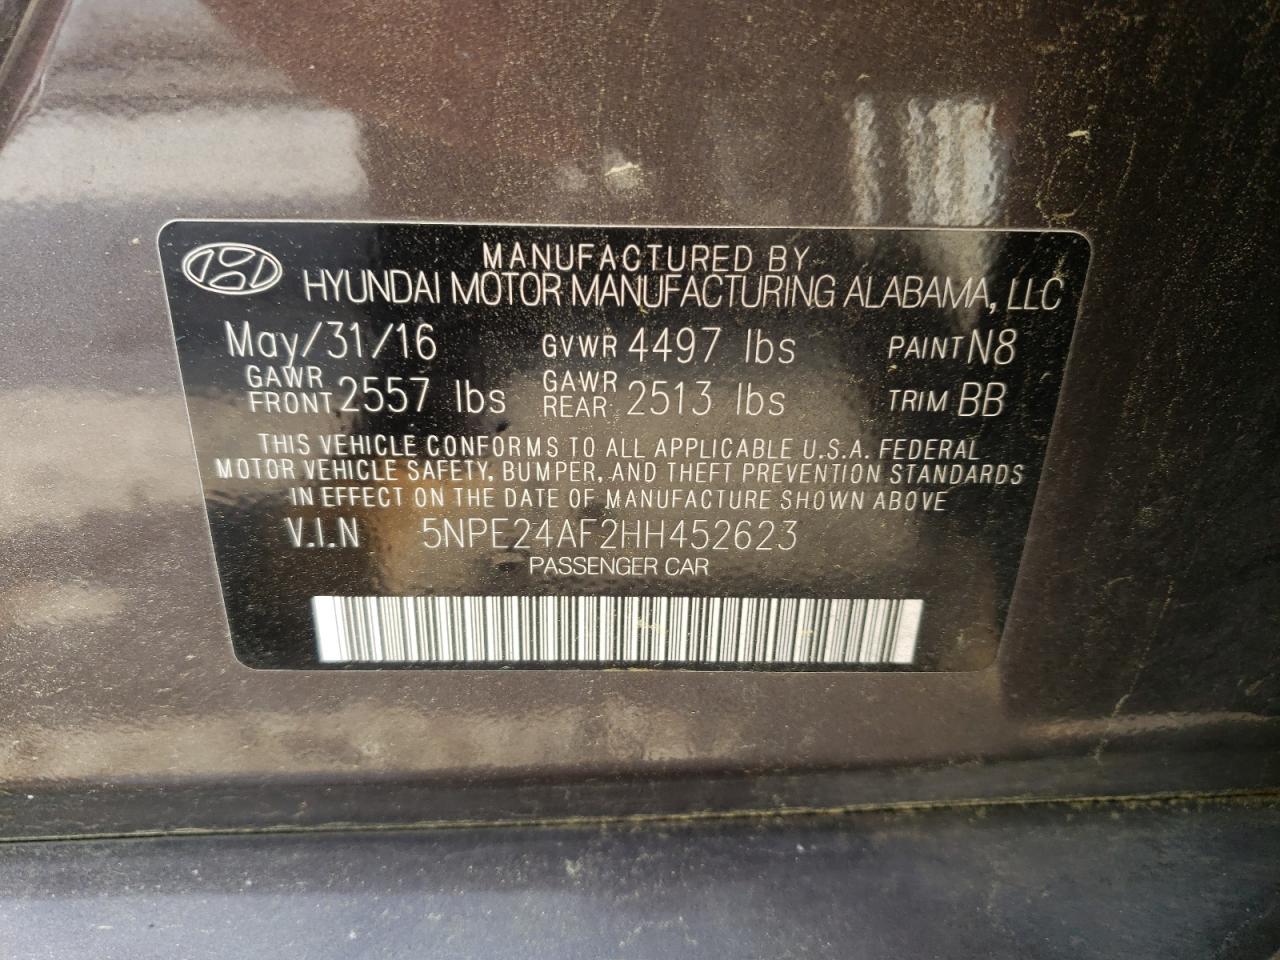 MANUFACTURED BY
HYUNDAI MOTOR MANUFACTURING ALABAMA, LLC
May/31/16 GVWR 4497 lbs PAINT N8
GAWR FRONT 2557 lbs GAWR REAR 2513 lbs TRIM BB
THIS VEHICLE CONFORMS TO ALL APPLICABLE U.S.A. FEDERAL
MOTOR VEHICLE SAFETY, BUMPER, AND THEFT PREVENTION STANDARDS
IN EFFECT ON THE DATE OF MANUFACTURE SHOWN ABOVE
V.I.N 5NPE24AF2HH452623
PASSENGER CAR